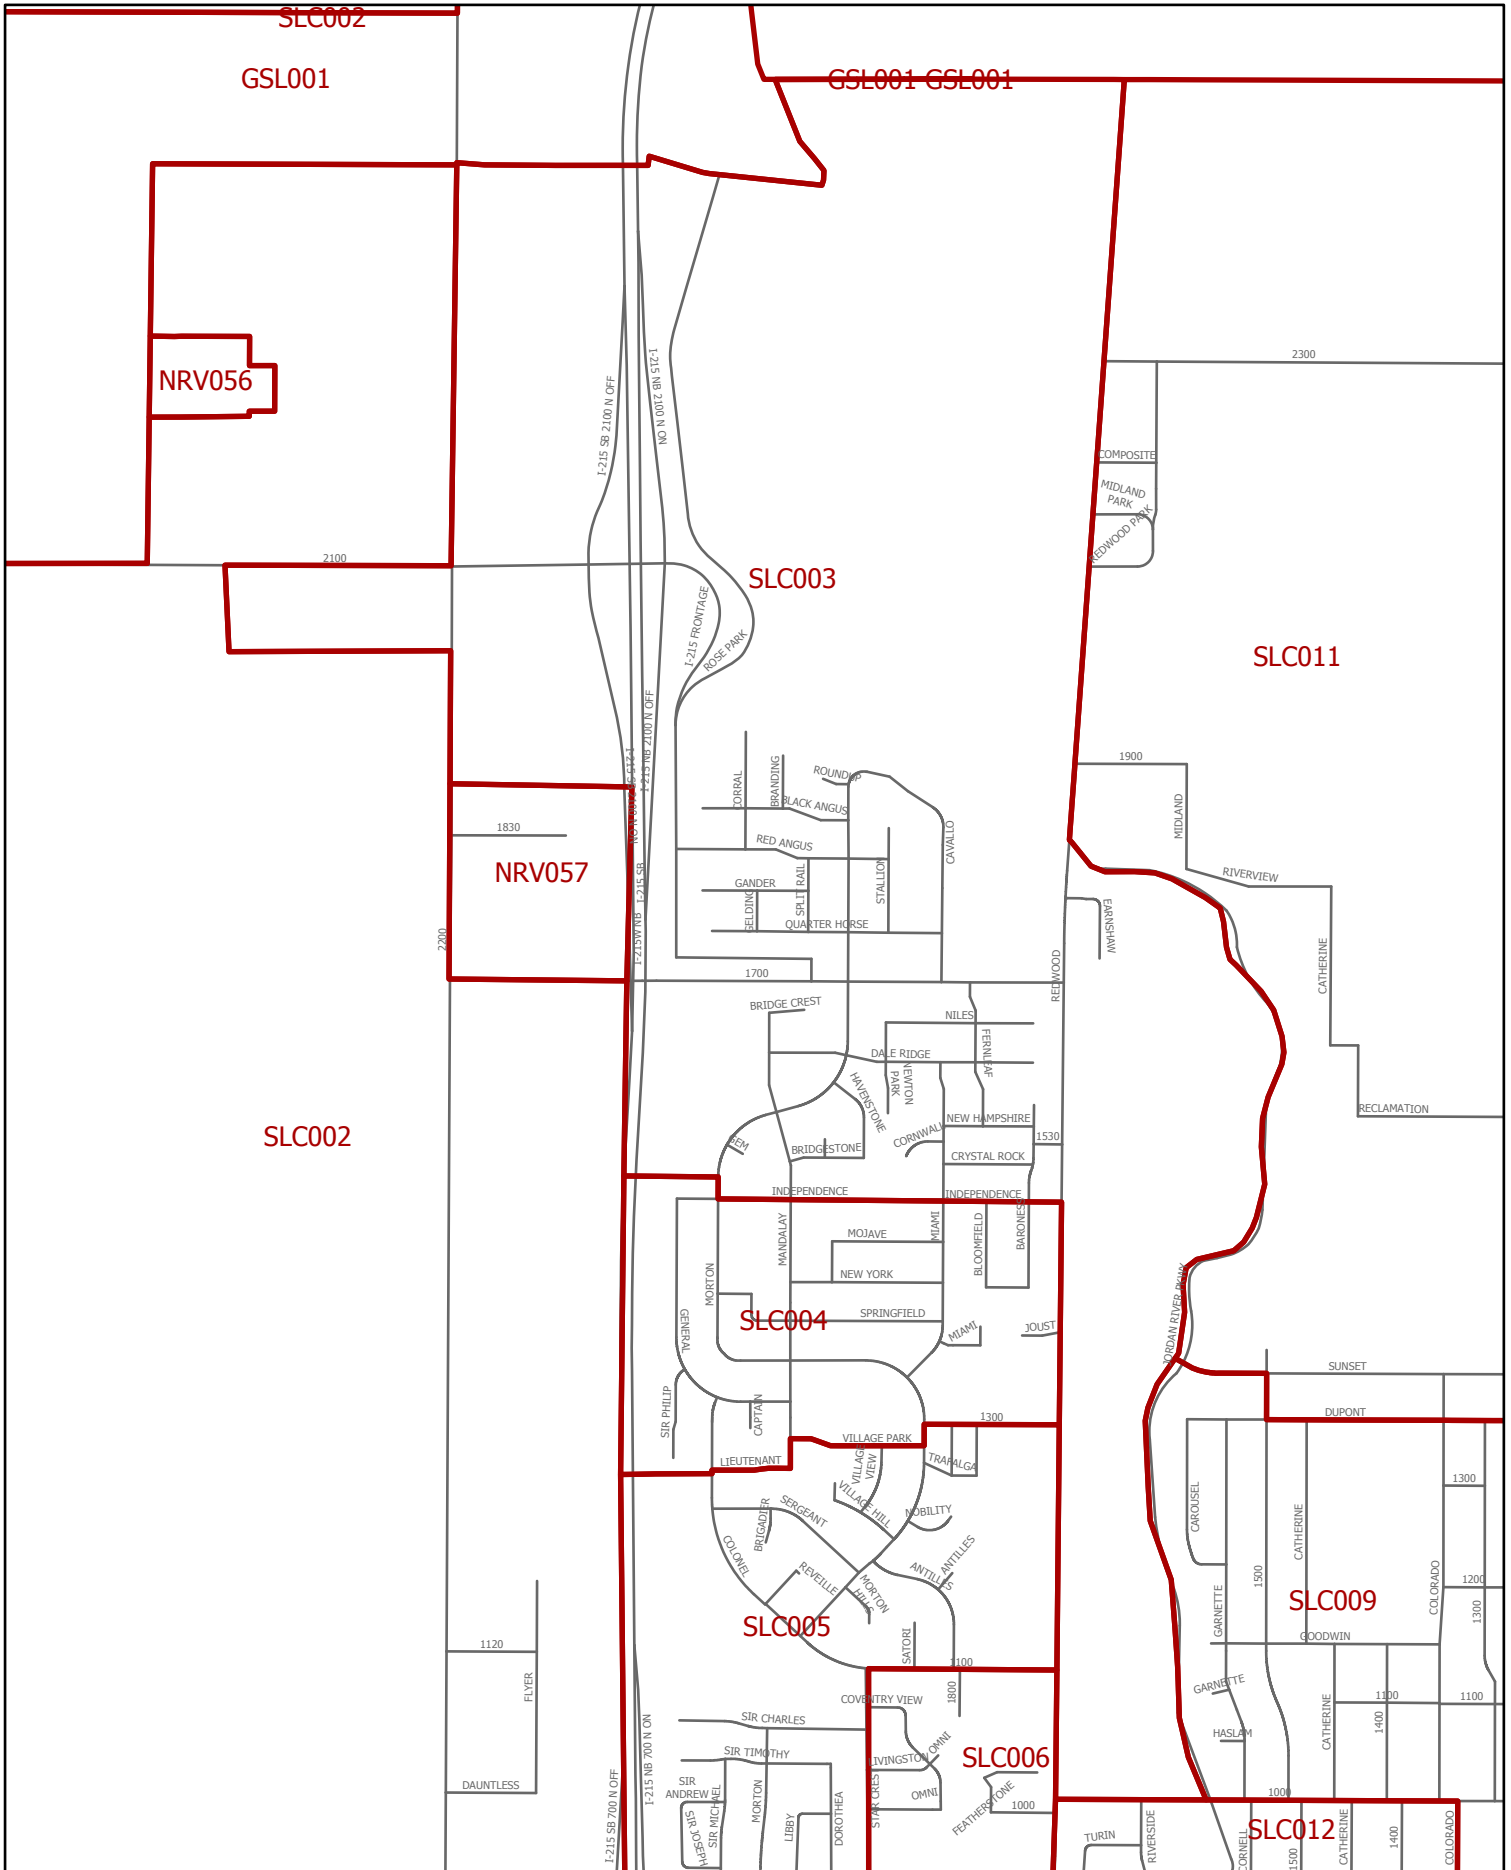 SLC002
GSL001
GSL001 GSL001
2300
I-215 NB 2100 N ON
NRV056
I-215 SB 2100 N OFF
COMPOSITE
MIDLAND
PARK
REDWOOD PARK
2100
SLC003
I-215 FRONTAGE
ROSE PARK
SLC011
I-215 NB 2100 N OFF
1900
ROUNDUP
CORRAL
BRANDING
BLACK ANGUS
MIDLAND
1830
RED ANGUS
CAVALLO
NRV057
I-215 SB
GANDER
SPLIT RAIL
STALLION
RIVERVIEW
GELDING
QUARTER HORSE
EARNSHAW
2200
I-215W NB
1700
REDWOOD
CATHERINE
BRIDGE CREST
NILES
FERNLEAF
DALE RIDGE
NEWTON
PARK
HAVENSTONE
RECLAMATION
NEW HAMPSHIRE
SLC002
GEM
CORNWALL
1530
BRIDGESTONE
CRYSTAL ROCK
INDEPENDENCE
INDEPENDENCE
MANDALAY
MIAMI
BLOOMFIELD
BARONESS
MOJAVE
MORTON
NEW YORK
SPRINGFIELD
SLC004
GENERAL
MIAMI
JOUST
JORDAN RIVER PKWY
SUNSET
SIR PHILIP
CAPTAIN
1300
DUPONT
VILLAGE PARK
LIEUTENANT
VILLAGE
VIEW
TRAFALGA
1300
VILLAGE HILL
SERGEANT
NOBILITY
BRIGADIER
CAROUSEL
CATHERINE
COLONEL
ANTILLES
ANTILLES
REVEILLE
MORTON
HILLS
1500
1200
COLORADO
SLC009
GARNETTE
1300
SLC005
GOODWIN
1120
SATORI
1100
FLYER
GARNETTE
COVENTRY VIEW
1800
1100
1100
SIR CHARLES
CATHERINE
1400
HASLAM
I-215 NB 700 N ON
SIR TIMOTHY
OMNI
LIVINGSTON
SLC006
DAUNTLESS
SIR
ANDREW
OMNI
1000
FEATHERSTONE
1000
I-215 SB 700 N OFF
SIR JOSEPH
SIR MICHAEL
MORTON
LIBBY
DOROTHEA
STAR CRES
TURIN
RIVERSIDE
SLC012
CORNELL
1500
CATHERINE
1400
COLORADO